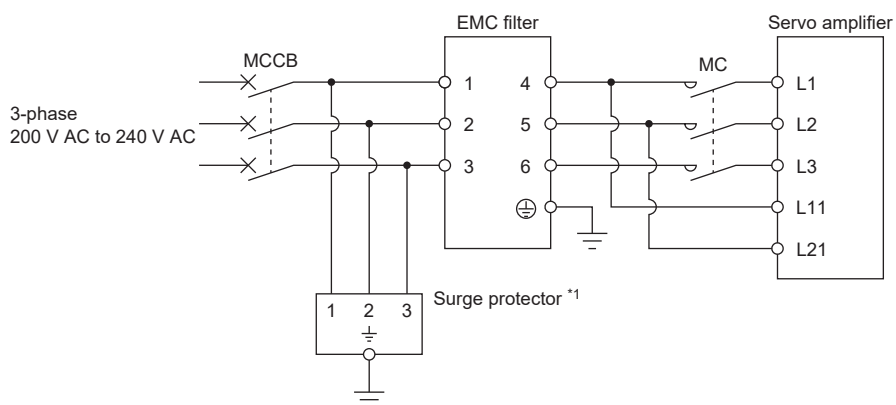 EMC filter
Servo amplifier
MCCB
MC
1 4 L1
3-phase
200 V AC to 240 V AC
2 5 L2
3 6 L3
L11
L21
Surge protector *1
1 2 3